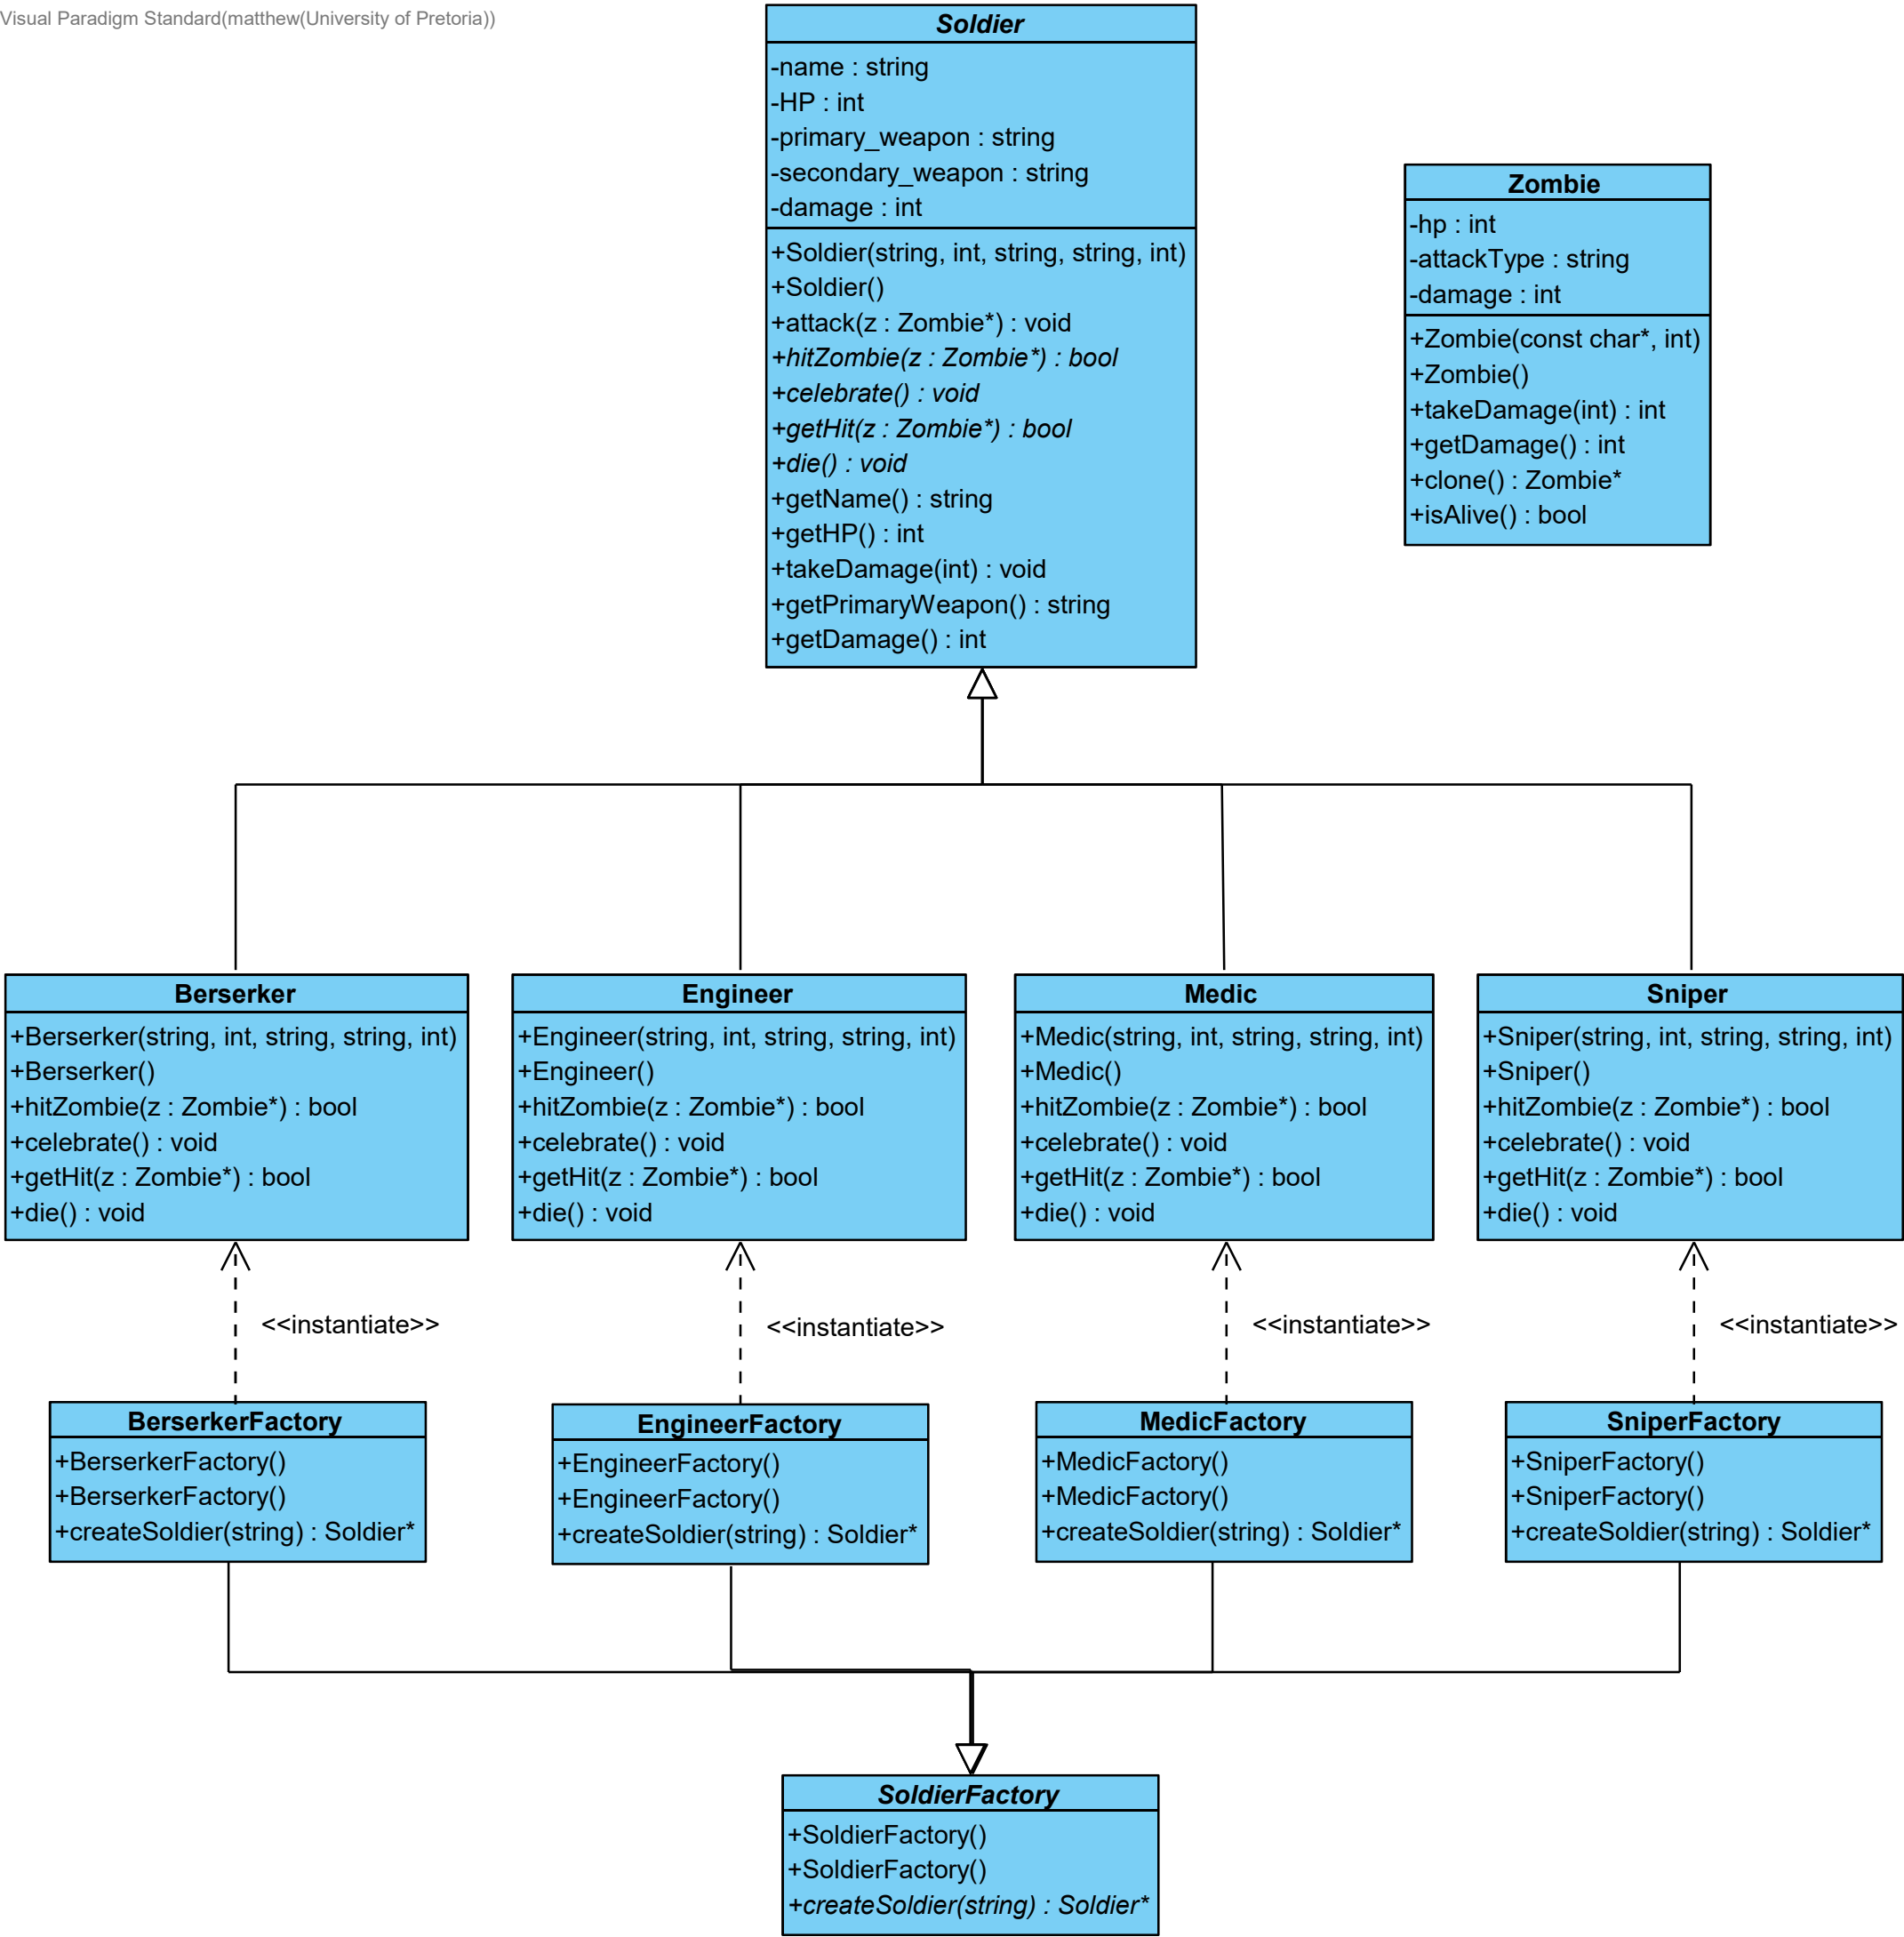 Visual Paradigm Standard(matthew(University of Pretoria))
Soldier
-name : string
-HP : int
-primary_weapon : string
-secondary_weapon : string
-damage : int
+Soldier(string, int, string, string, int)
+Soldier()
+attack(z : Zombie*) : void
+hitZombie(z : Zombie*) : bool
+celebrate() : void
+getHit(z : Zombie*) : bool
+die() : void
+getName() : string
+getHP() : int
+takeDamage(int) : void
+getPrimaryWeapon() : string
+getDamage() : int
Zombie
-hp : int
-attackType : string
-damage : int
+Zombie(const char*, int)
+Zombie()
+takeDamage(int) : int
+getDamage() : int
+clone() : Zombie*
+isAlive() : bool
Berserker
+Berserker(string, int, string, string, int)
+Berserker()
+hitZombie(z : Zombie*) : bool
+celebrate() : void
+getHit(z : Zombie*) : bool
+die() : void
Engineer
+Engineer(string, int, string, string, int)
+Engineer()
+hitZombie(z : Zombie*) : bool
+celebrate() : void
+getHit(z : Zombie*) : bool
+die() : void
Medic
+Medic(string, int, string, string, int)
+Medic()
+hitZombie(z : Zombie*) : bool
+celebrate() : void
+getHit(z : Zombie*) : bool
+die() : void
Sniper
+Sniper(string, int, string, string, int)
+Sniper()
+hitZombie(z : Zombie*) : bool
+celebrate() : void
+getHit(z : Zombie*) : bool
+die() : void
<<instantiate>>
<<instantiate>>
<<instantiate>>
<<instantiate>>
BerserkerFactory
+BerserkerFactory()
+BerserkerFactory()
+createSoldier(string) : Soldier*
EngineerFactory
+EngineerFactory()
+EngineerFactory()
+createSoldier(string) : Soldier*
MedicFactory
+MedicFactory()
+MedicFactory()
+createSoldier(string) : Soldier*
SniperFactory
+SniperFactory()
+SniperFactory()
+createSoldier(string) : Soldier*
SoldierFactory
+SoldierFactory()
+SoldierFactory()
+createSoldier(string) : Soldier*